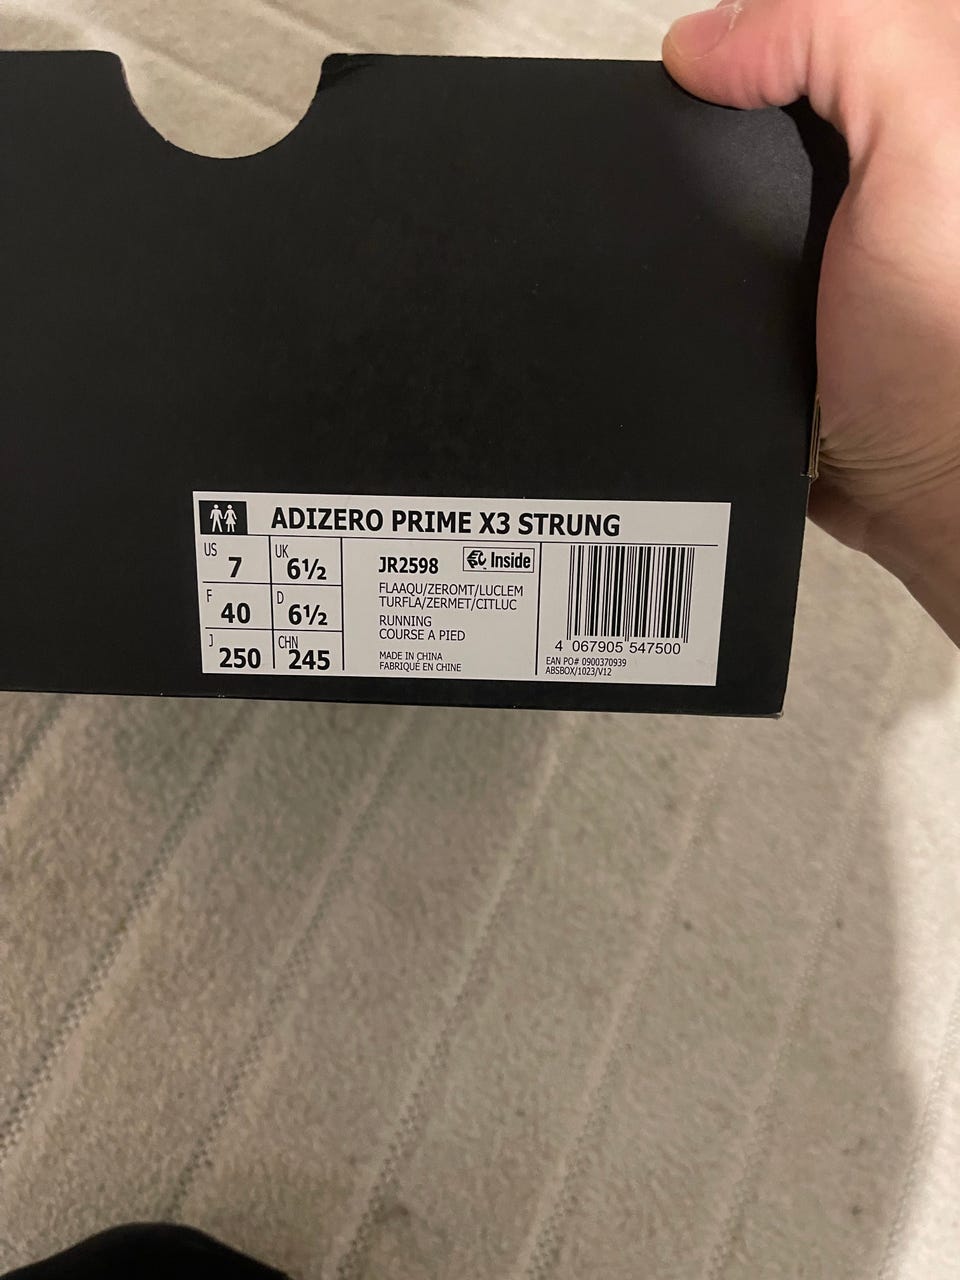 ADIZERO PRIME X3 STRUNG
US 7 UK 6½
F 40 D 6½
J 250 CHN 245
JR2598 Inside
FLAAQU/ZEROMT/LUCLEM
TURFLA/ZERMET/CITLUC
RUNNING
COURSE A PIED
MADE IN CHINA
FABRIQUÉ EN CHINE
4 067905 547500
EAN PO# 0900370939
ABSBOX/1023/V12